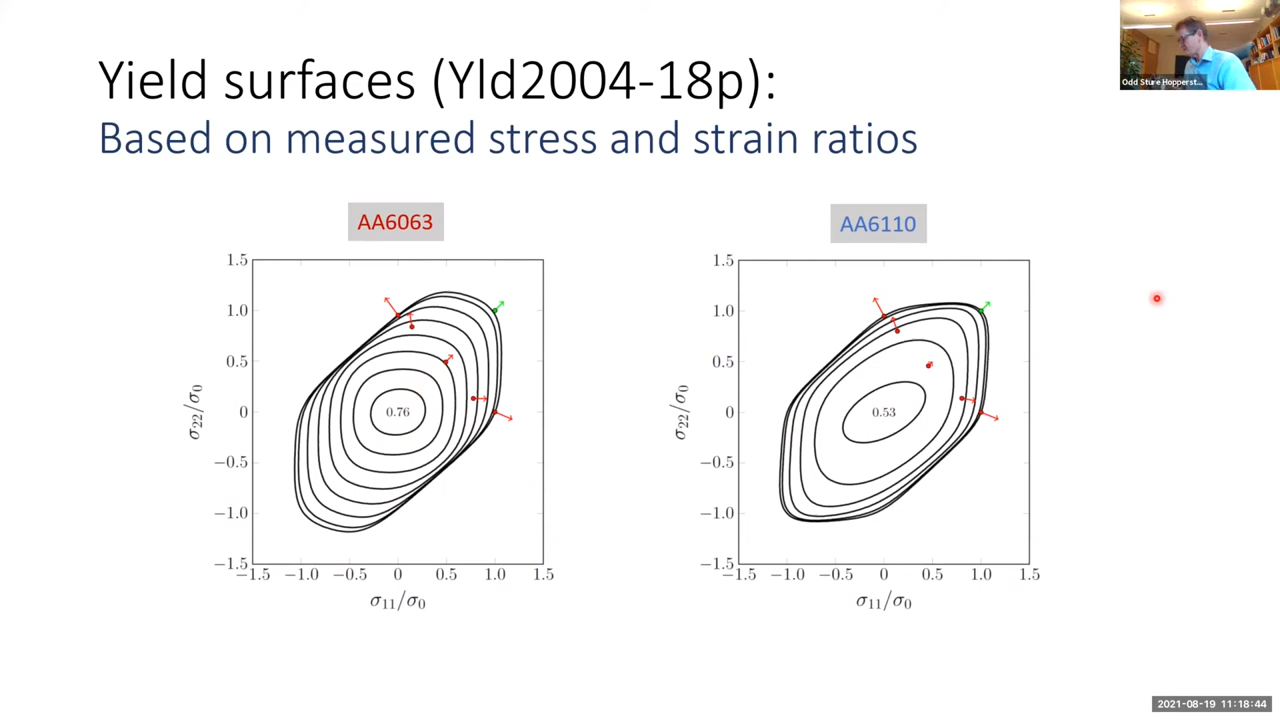 Yield surfaces (Yld2004-18p):
Based on measured stress and strain ratios
Odd Sture Hopperst...
AA6063
AA6110
1.5
1.0
0.5
0
−0.5
−1.0
−1.5
σ22/σ0
0.76
−1.5 −1.0 −0.5 0 0.5 1.0 1.5
σ11/σ0
1.5
1.0
0.5
0
−0.5
−1.0
−1.5
σ22/σ0
0.53
−1.5 −1.0 −0.5 0 0.5 1.0 1.5
σ11/σ0
2021-08-19 11:18:44